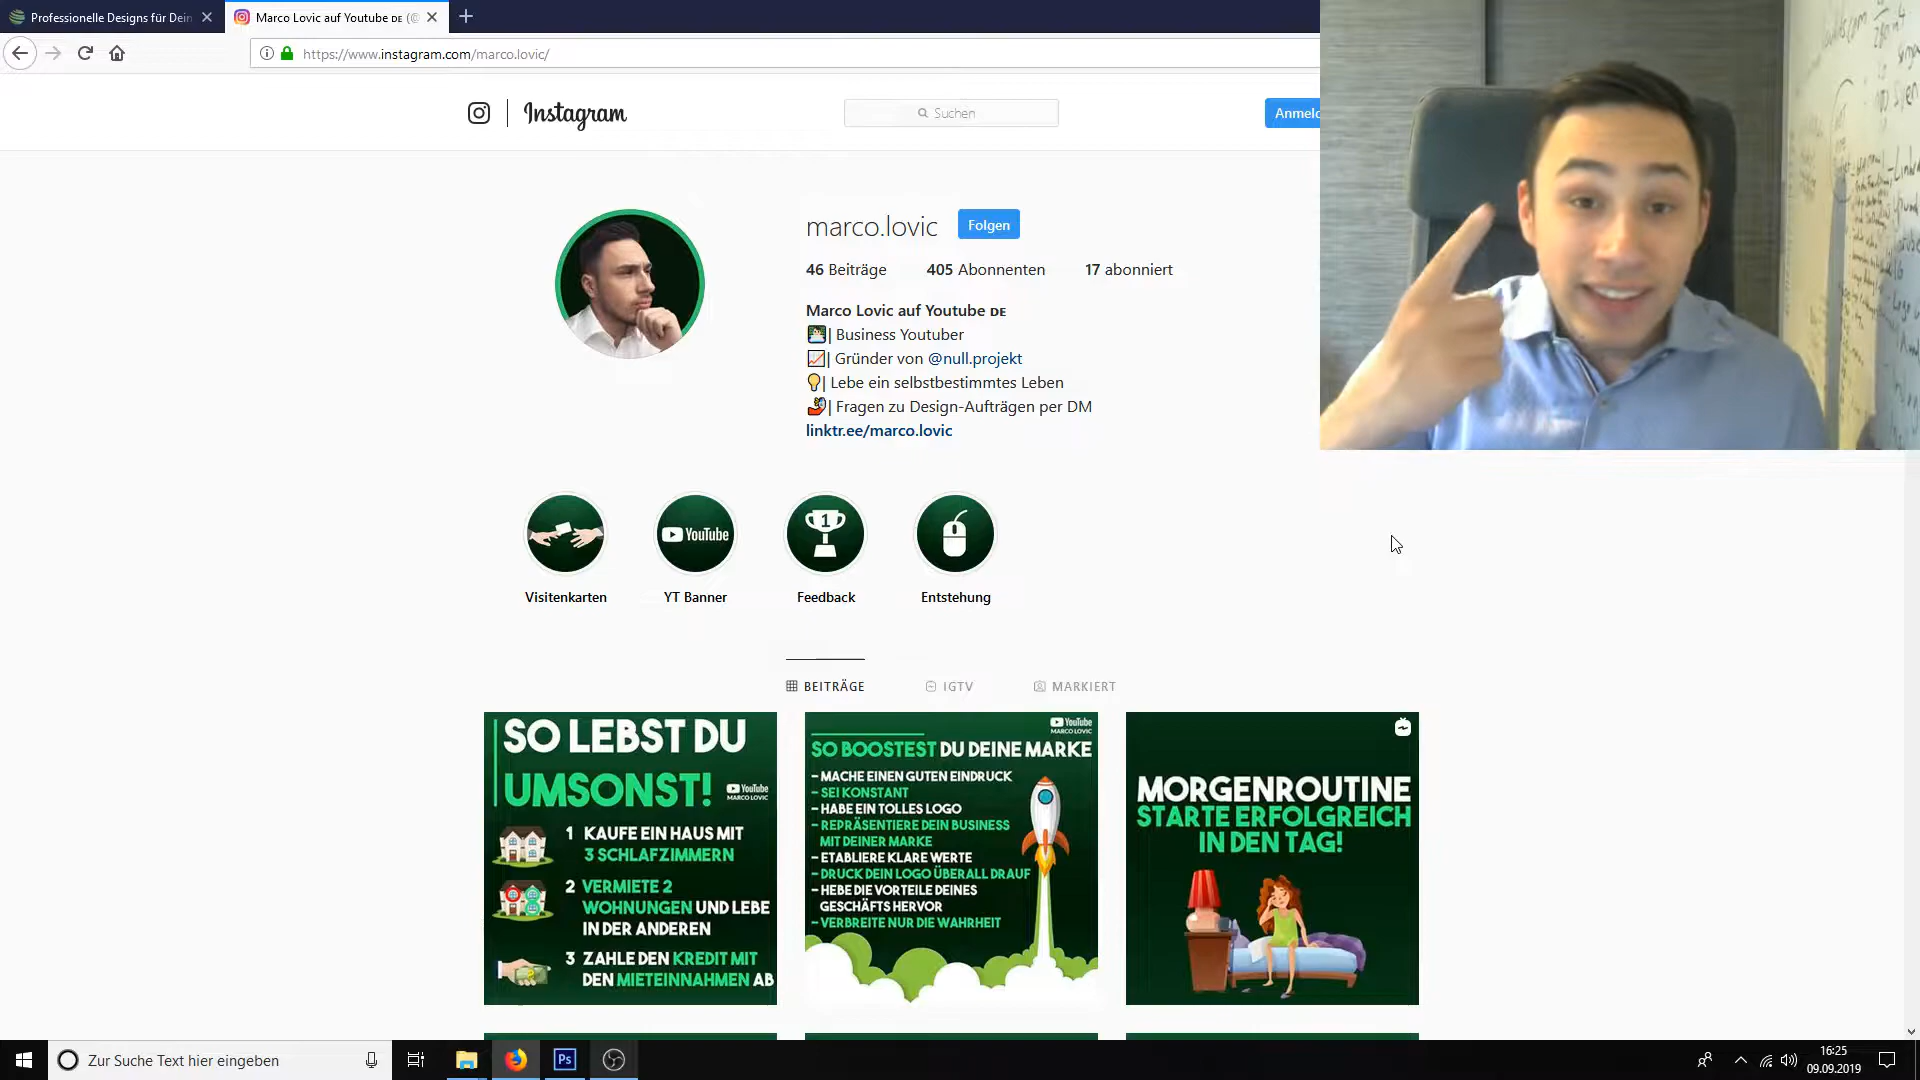 Professionelle Designs für Dein
Marco Lovic auf Youtube DE (@
https://www.instagram.com/marco.lovic/
Instagram
Suchen
Anmeld
marco.lovic
Folgen
46 Beiträge
405 Abonnenten
17 abonniert
Marco Lovic auf Youtube DE
| Business Youtuber
| Gründer von @null.projekt
| Lebe ein selbstbestimmtes Leben
| Fragen zu Design-Aufträgen per DM
linktr.ee/marco.lovic
YouTube
1
Visitenkarten
YT Banner
Feedback
Entstehung
BEITRÄGE
IGTV
MARKIERT
SO LEBST DU
UMSONST!
YouTube
MARCO LOVIC
1 KAUFE EIN HAUS MIT
3 SCHLAFZIMMERN
2 VERMIETE 2
WOHNUNGEN UND LEBE
IN DER ANDEREN
3 ZAHLE DEN KREDIT MIT
DEN MIETEINNAHMEN AB
YouTube
MARCO LOVIC
SO BOOSTEST DU DEINE MARKE
- MACHE EINEN GUTEN EINDRUCK
- SEI KONSTANT
- HABE EIN TOLLES LOGO
- REPRÄSENTIERE DEIN BUSINESS
MIT DEINER MARKE
- ETABLIERE KLARE WERTE
- DRUCK DEIN LOGO ÜBERALL DRAUF
- HEBE DIE VORTEILE DEINES
GESCHÄFTS HERVOR
- VERBREITE NUR DIE WAHRHEIT
MORGENROUTINE
STARTE ERFOLGREICH
IN DEN TAG!
Zur Suche Text hier eingeben
Ps
16:25
09.09.2019